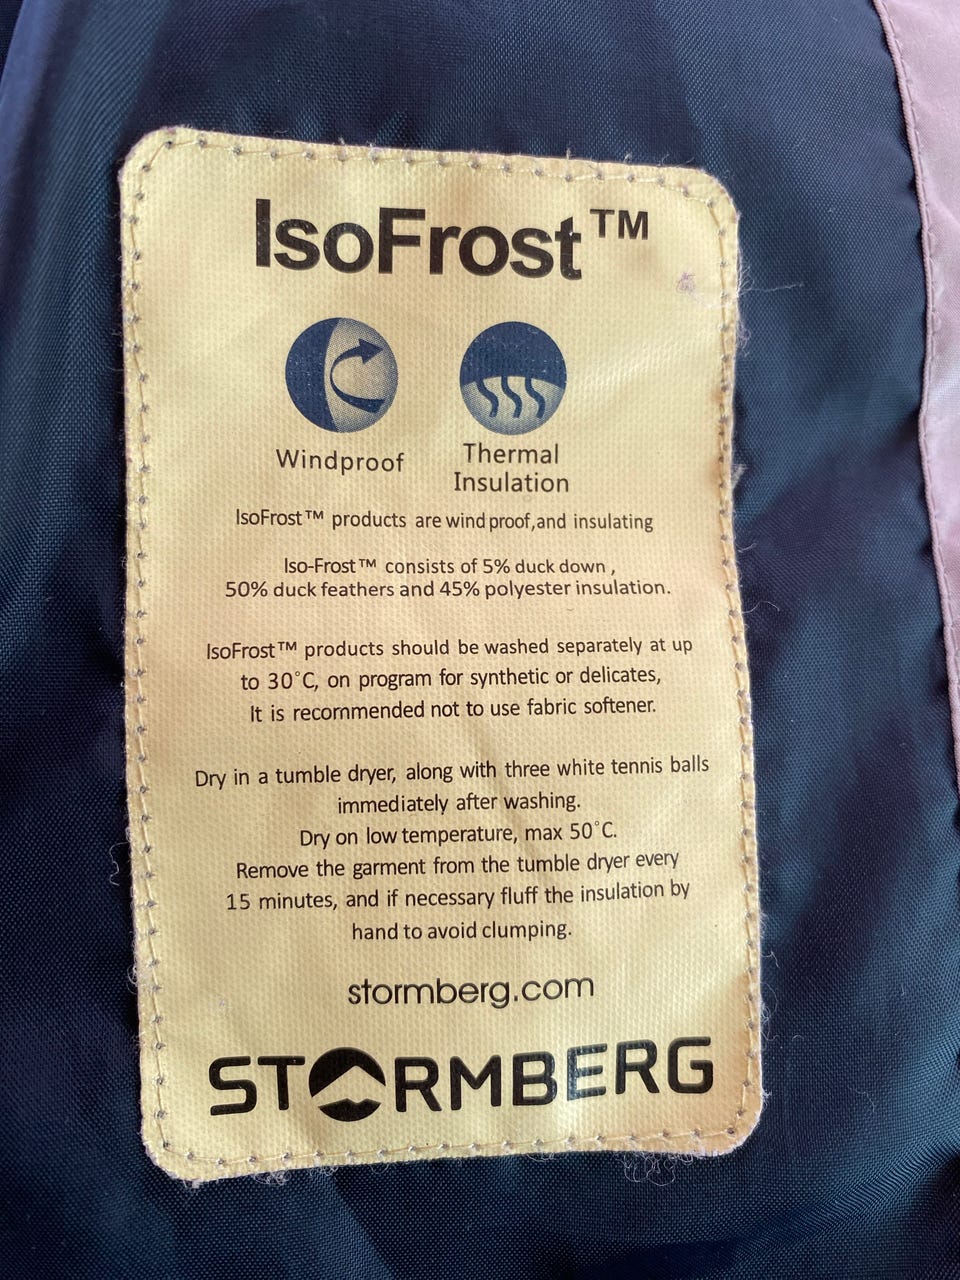 IsoFrost™
Windproof
Thermal
Insulation
IsoFrost™ products are wind proof,and insulating
Iso-Frost™ consists of 5% duck down ,
50% duck feathers and 45% polyester insulation.
IsoFrost™ products should be washed separately at up
to 30°C, on program for synthetic or delicates,
It is recommended not to use fabric softener.
Dry in a tumble dryer, along with three white tennis balls
immediately after washing.
Dry on low temperature, max 50°C.
Remove the garment from the tumble dryer every
15 minutes, and if necessary fluff the insulation by
hand to avoid clumping.
stormberg.com
STORMBERG